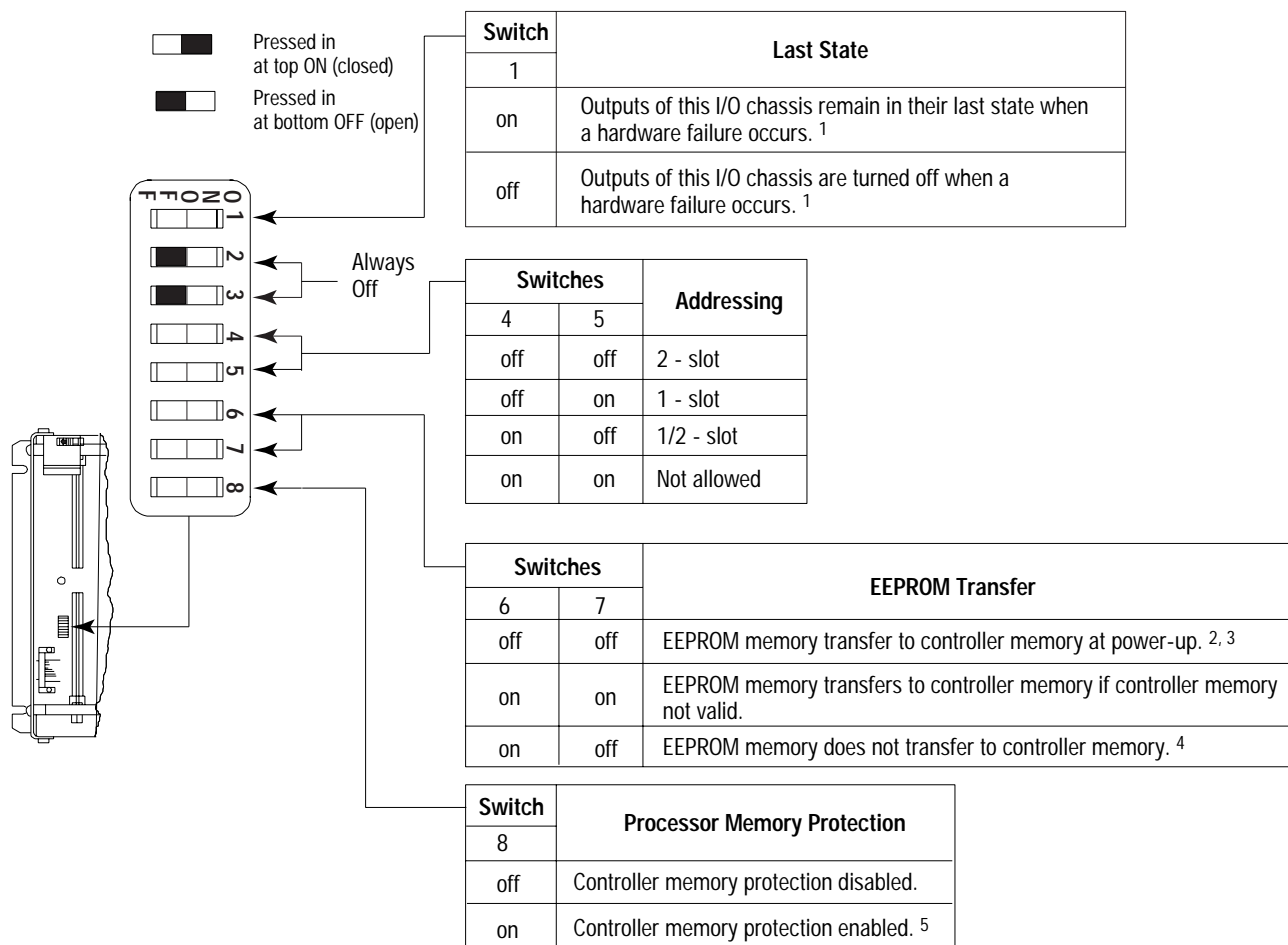 Pressed in
at top ON (closed)
Pressed in
at bottom OFF (open)
O
N
O
F
F
1
2
3
4
5
6
7
8
Always
Off
Switch
1
Last State
on
Outputs of this I/O chassis remain in their last state when
a hardware failure occurs. 1
off
Outputs of this I/O chassis are turned off when a
hardware failure occurs. 1
Switches
4 5
Addressing
off off 2 - slot
off on 1 - slot
on off 1/2 - slot
on on Not allowed
Switches
6 7
EEPROM Transfer
off off EEPROM memory transfer to controller memory at power-up. 2, 3
on on EEPROM memory transfers to controller memory if controller memory
not valid.
on off EEPROM memory does not transfer to controller memory. 4
Switch
8
Processor Memory Protection
off Controller memory protection disabled.
on Controller memory protection enabled. 5